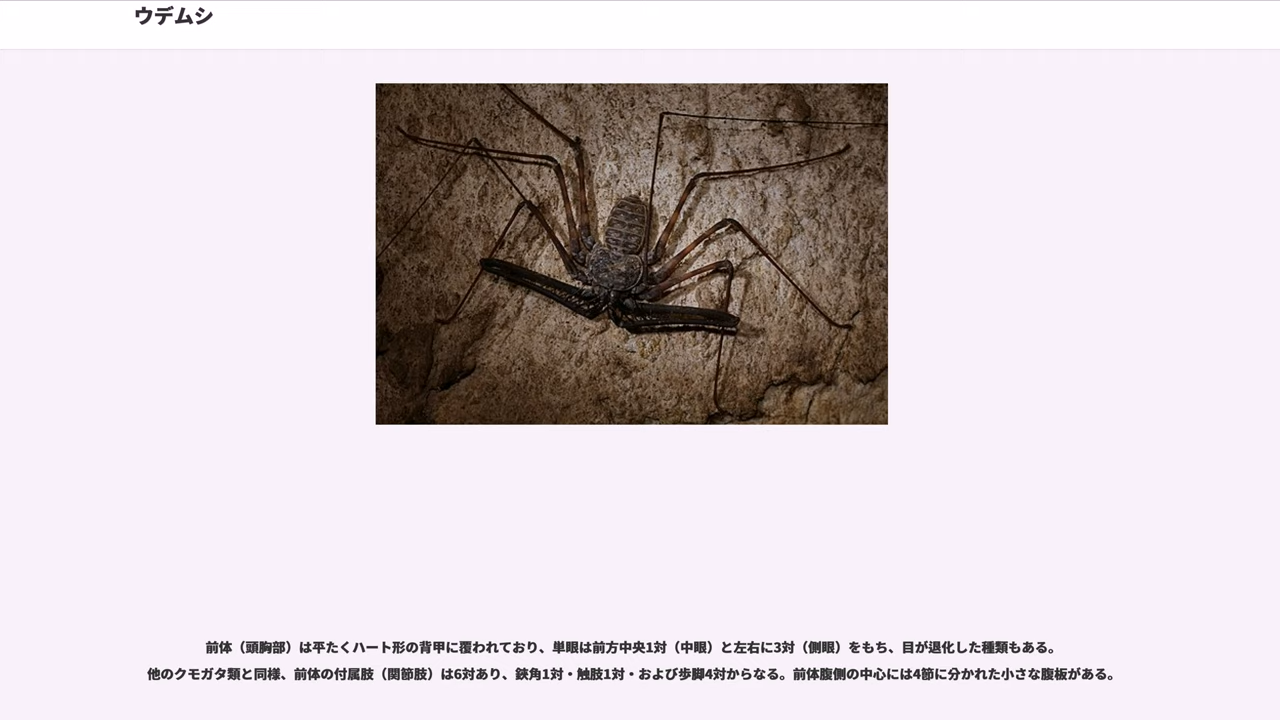 ウデムシ
前体（頭胸部）は平たくハート形の背甲に覆われており、単眼は前方中央1対（中眼）と左右に3対（側眼）をもち、目が退化した種類もある。
他のクモガタ類と同様、前体の付属肢（関節肢）は6対あり、鋏角1対・触肢1対・および歩脚4対からなる。前体腹側の中心には4節に分かれた小さな腹板がある。